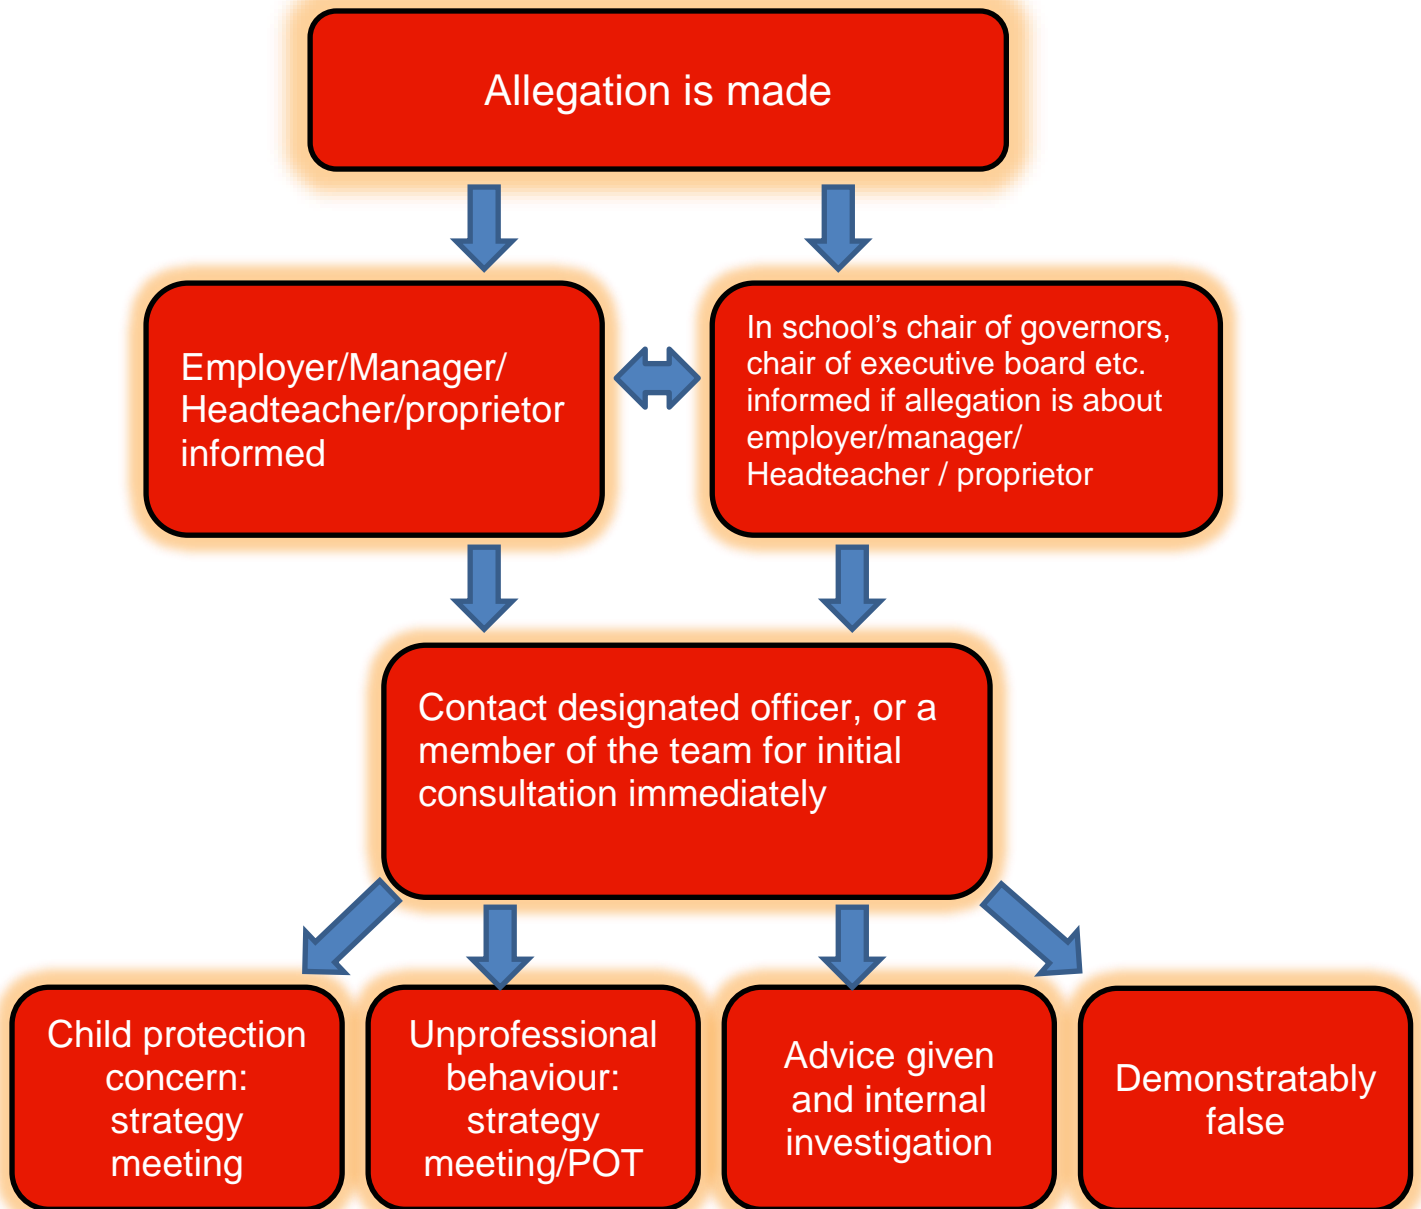 Allegation is made
Employer/Manager/
Headteacher/proprietor
informed
In school’s chair of governors,
chair of executive board etc.
informed if allegation is about
employer/manager/
Headteacher / proprietor
Contact designated officer, or a
member of the team for initial
consultation immediately
Child protection
concern:
strategy
meeting
Unprofessional
behaviour:
strategy
meeting/POT
Advice given
and internal
investigation
Demonstratably
false